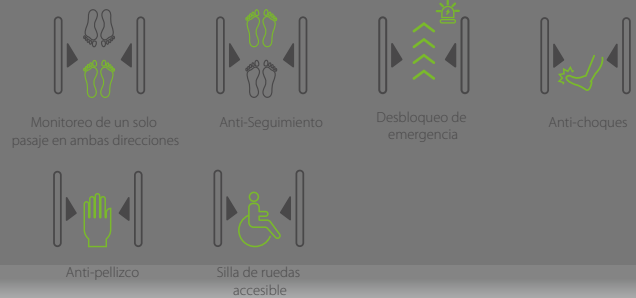 Monitoreo de un solo
pasaje en ambas direcciones
Anti-Seguimiento
Desbloqueo de
emergencia
Anti-choques
Anti-pellizco
Silla de ruedas
accesible